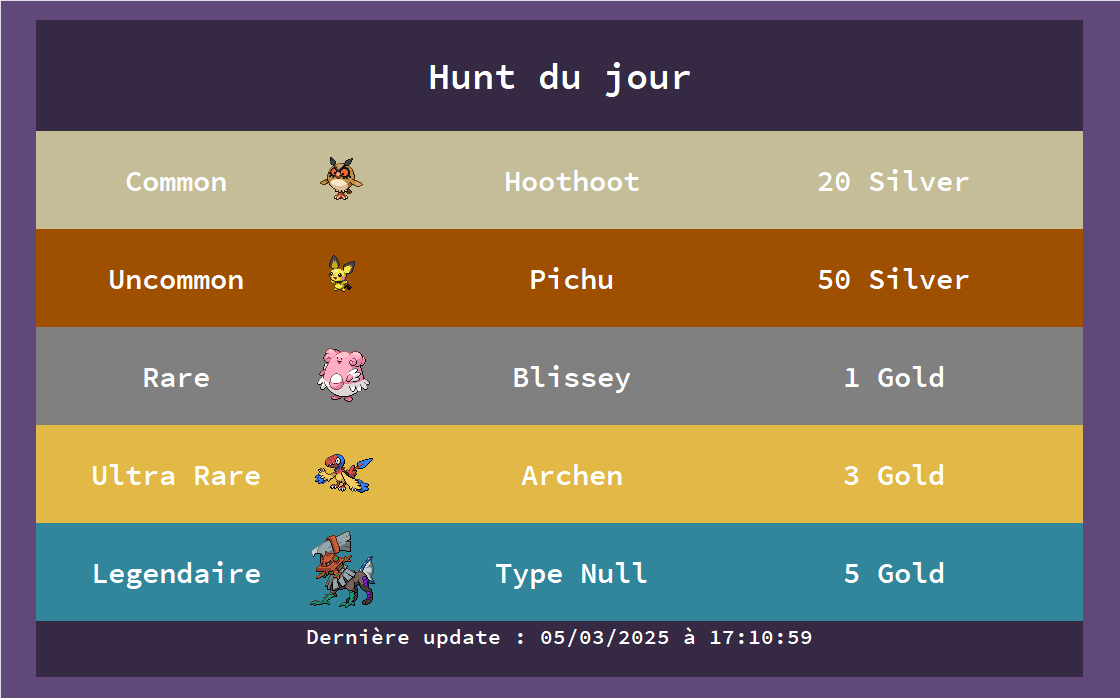 Hunt du jour
Common Hoothoot 20 Silver
Uncommon Pichu 50 Silver
Rare Blissey 1 Gold
Ultra Rare Archen 3 Gold
Legendaire Type Null 5 Gold
Dernière update : 05/03/2025 à 17:10:59